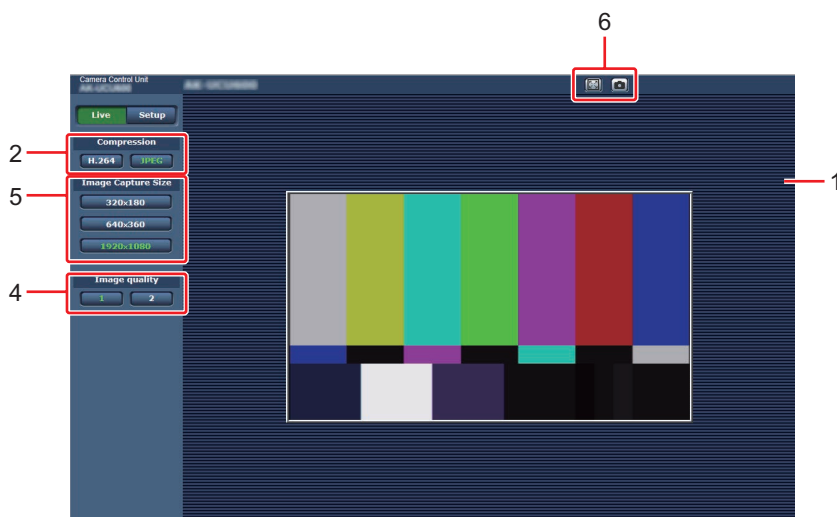 6
Camera Control Unit
Live Setup
2
Compression
H.264 JPEG
1
5
Image Capture Size
320x180
640x360
1920x1080
4
Image quality
1 2